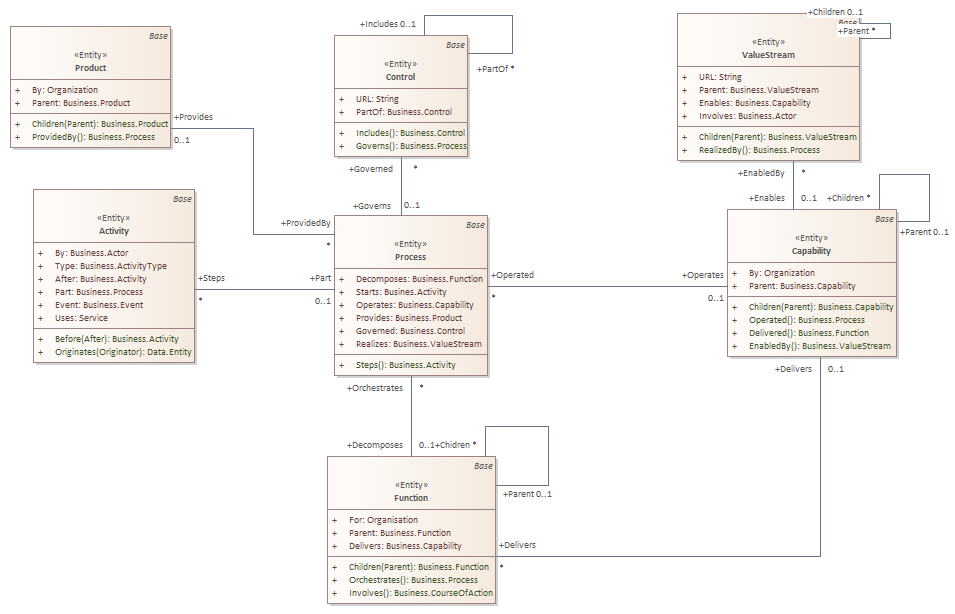 Base
«Entity»
Product
+ By: Organization
+ Parent: Business.Product
+ Children(Parent): Business.Product
+ ProvidedBy(): Business.Process
+Provides
0..1
+Includes 0..1
Base
«Entity»
Control
+ URL: String
+ PartOf: Business.Control
+ Includes(): Business.Control
+ Governs(): Business.Process
+PartOf *
+Governed *
+Governs 0..1
+Children 0..1
Base
+Parent *
«Entity»
ValueStream
+ URL: String
+ Parent: Business.ValueStream
+ Enables: Business.Capability
+ Involves: Business.Actor
+ Children(Parent): Business.ValueStream
+ RealizedBy(): Business.Process
+EnabledBy *
+Enables 0..1
+Children *
+Parent 0..1
Base
«Entity»
Activity
+ By: Business.Actor
+ Type: Business.ActivityType
+ After: Business.Activity
+ Part: Business.Process
+ Event: Business.Event
+ Uses: Service
+ Before(After): Business.Activity
+ Originates(Originator): Data.Entity
+Steps
*
+ProvidedBy
*
+Part
0..1
Base
«Entity»
Process
+ Decomposes: Business.Function
+ Starts: Business.Activity
+ Operates: Business.Capability
+ Provides: Business.Product
+ Governed: Business.Control
+ Realizes: Business.ValueStream
+ Steps(): Business.Activity
+Operated
*
+Operates
0..1
Base
«Entity»
Capability
+ By: Organization
+ Parent: Business.Capability
+ Children(Parent): Business.Capability
+ Operated(): Business.Process
+ Delivered(): Business.Function
+ EnabledBy(): Business.ValueStream
+Delivers 0..1
+Orchestrates *
+Decomposes 0..1
+Chidren *
+Parent 0..1
Base
«Entity»
Function
+ For: Organisation
+ Parent: Business.Function
+ Delivers: Business.Capability
+ Children(Parent): Business.Function
+ Orchestrates(): Business.Process
+ Involves(): Business.CourseOfAction
+Delivers
*